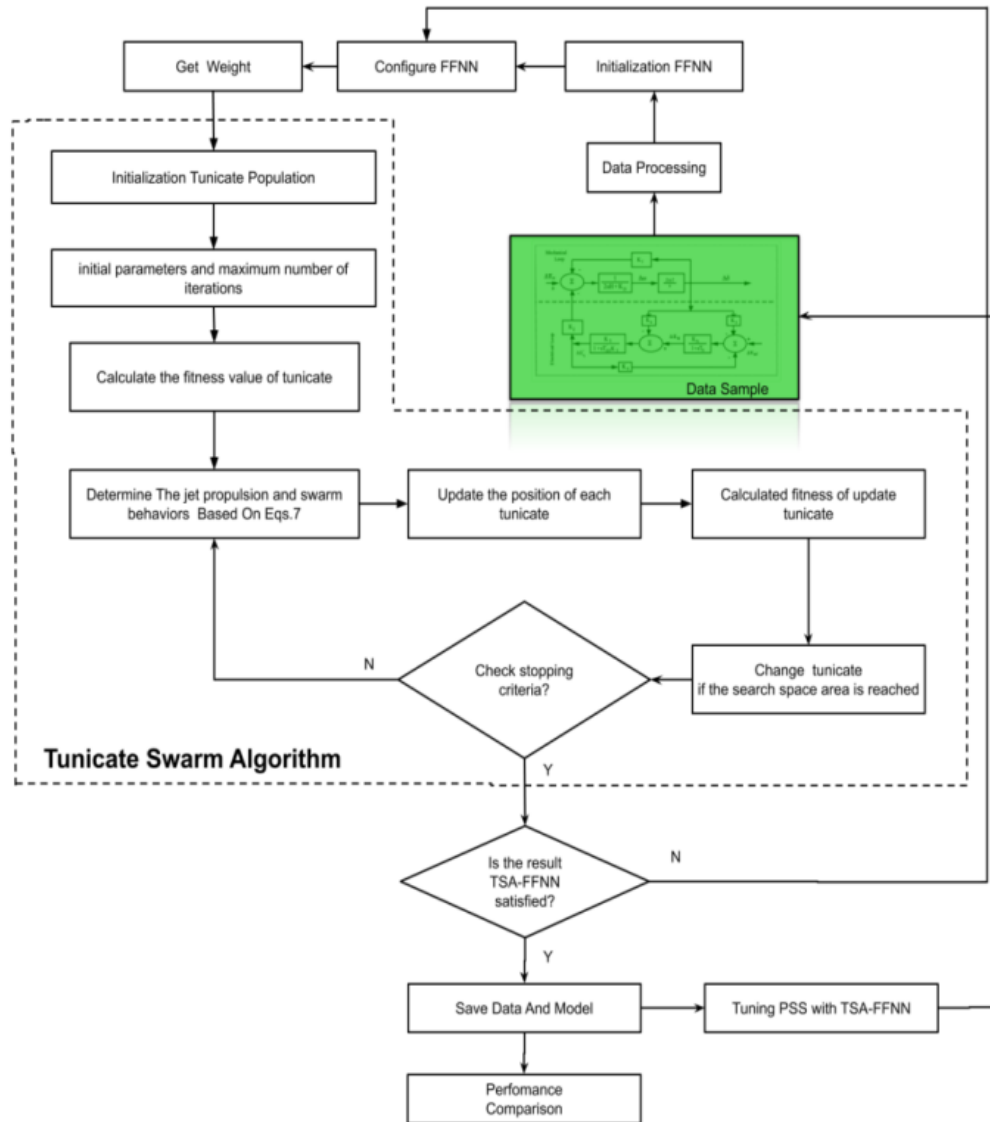 Get Weight
Configure FFNN
Initialization FFNN
Data Processing
Initialization Tunicate Population
initial parameters and maximum number of
iterations
Calculate the fitness value of tunicate
Data Sample
Determine The jet propulsion and swarm
behaviors Based On Eqs.7
Update the position of each
tunicate
Calculated fitness of update
tunicate
N
Check stopping
criteria?
Change tunicate
if the search space area is reached
Tunicate Swarm Algorithm
Y
Is the result
TSA-FFNN
satisfied?
N
Y
Save Data And Model
Tuning PSS with TSA-FFNN
Perfomance
Comparison